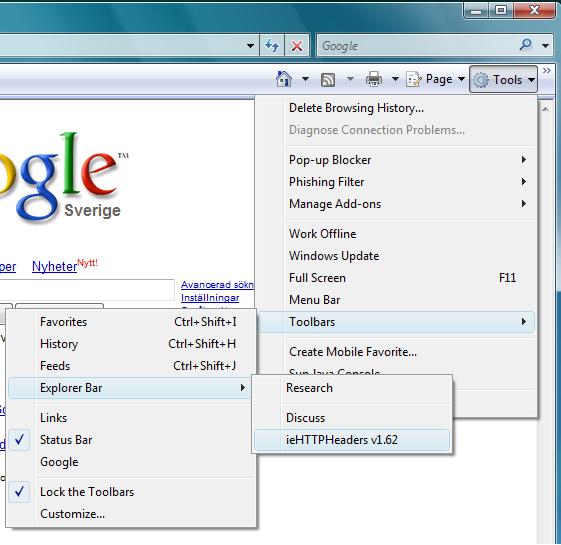 Google
Page
Tools
»
Delete Browsing History...
Diagnose Connection Problems...
Pop-up Blocker
Phishing Filter
Manage Add-ons
Work Offline
Windows Update
Full Screen F11
Menu Bar
Toolbars
Create Mobile Favorite...
Sun Java Console
ogle™
Sverige
per Nyheter Nytt!
Avancerad sökn
Inställningar
Favorites Ctrl+Shift+I
History Ctrl+Shift+H
Feeds Ctrl+Shift+J
Explorer Bar
Links
Status Bar
Google
Lock the Toolbars
Customize...
Research
Discuss
ieHTTPHeaders v1.62